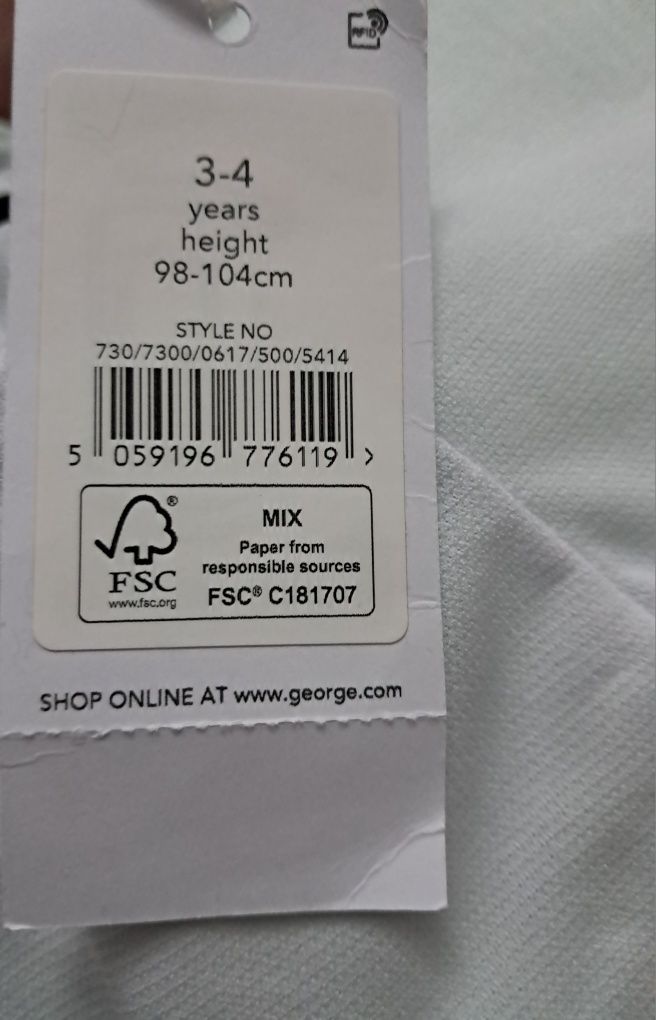 RFID
3-4
years
height
98-104cm
STYLE NO
730/7300/0617/500/5414
5 059196 776119 >
®
FSC
www.fsc.org
MIX
Paper from
responsible sources
FSC® C181707
SHOP ONLINE AT www.george.com